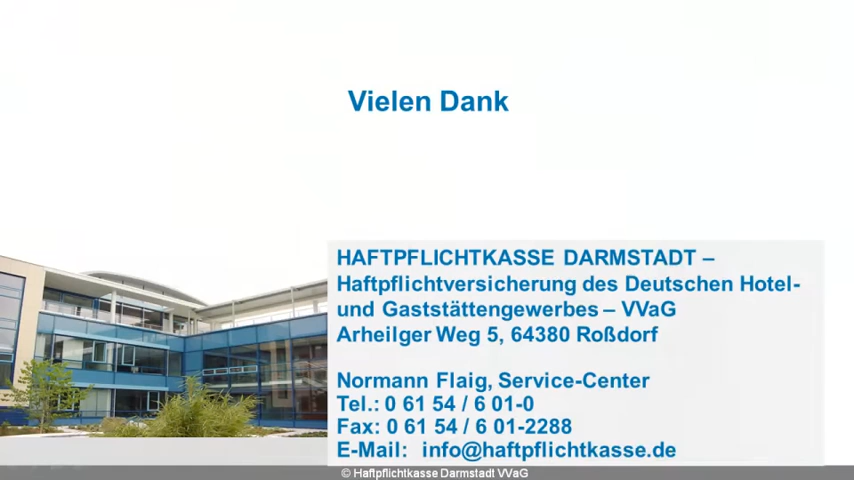 Vielen Dank
HAFTPFLICHTKASSE DARMSTADT –
Haftpflichtversicherung des Deutschen Hotel-
und Gaststättengewerbes – VVaG
Arheilger Weg 5, 64380 Roßdorf
Normann Flaig, Service-Center
Tel.: 0 61 54 / 6 01-0
Fax: 0 61 54 / 6 01-2288
E-Mail: info@haftpflichtkasse.de
© Haftpflichtkasse Darmstadt VVaG